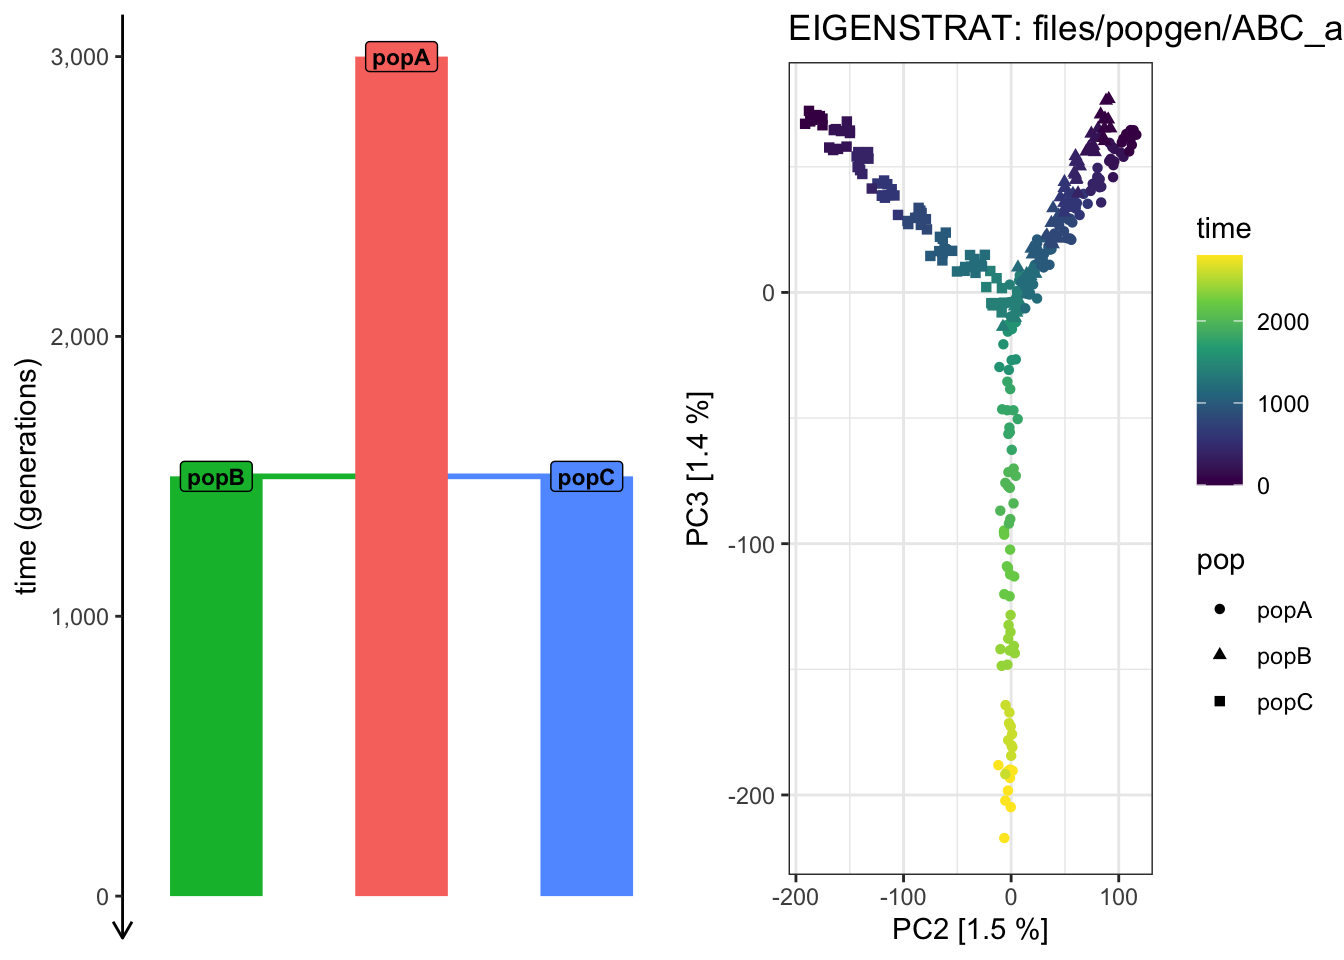 time (generations)
3,000
2,000
1,000
0
popA
popB
popC
EIGENSTRAT: files/popgen/ABC_a
PC3 [1.4 %]
0
-100
-200
-200
-100
0
100
PC2 [1.5 %]
time
2000
1000
0
pop
popA
popB
popC